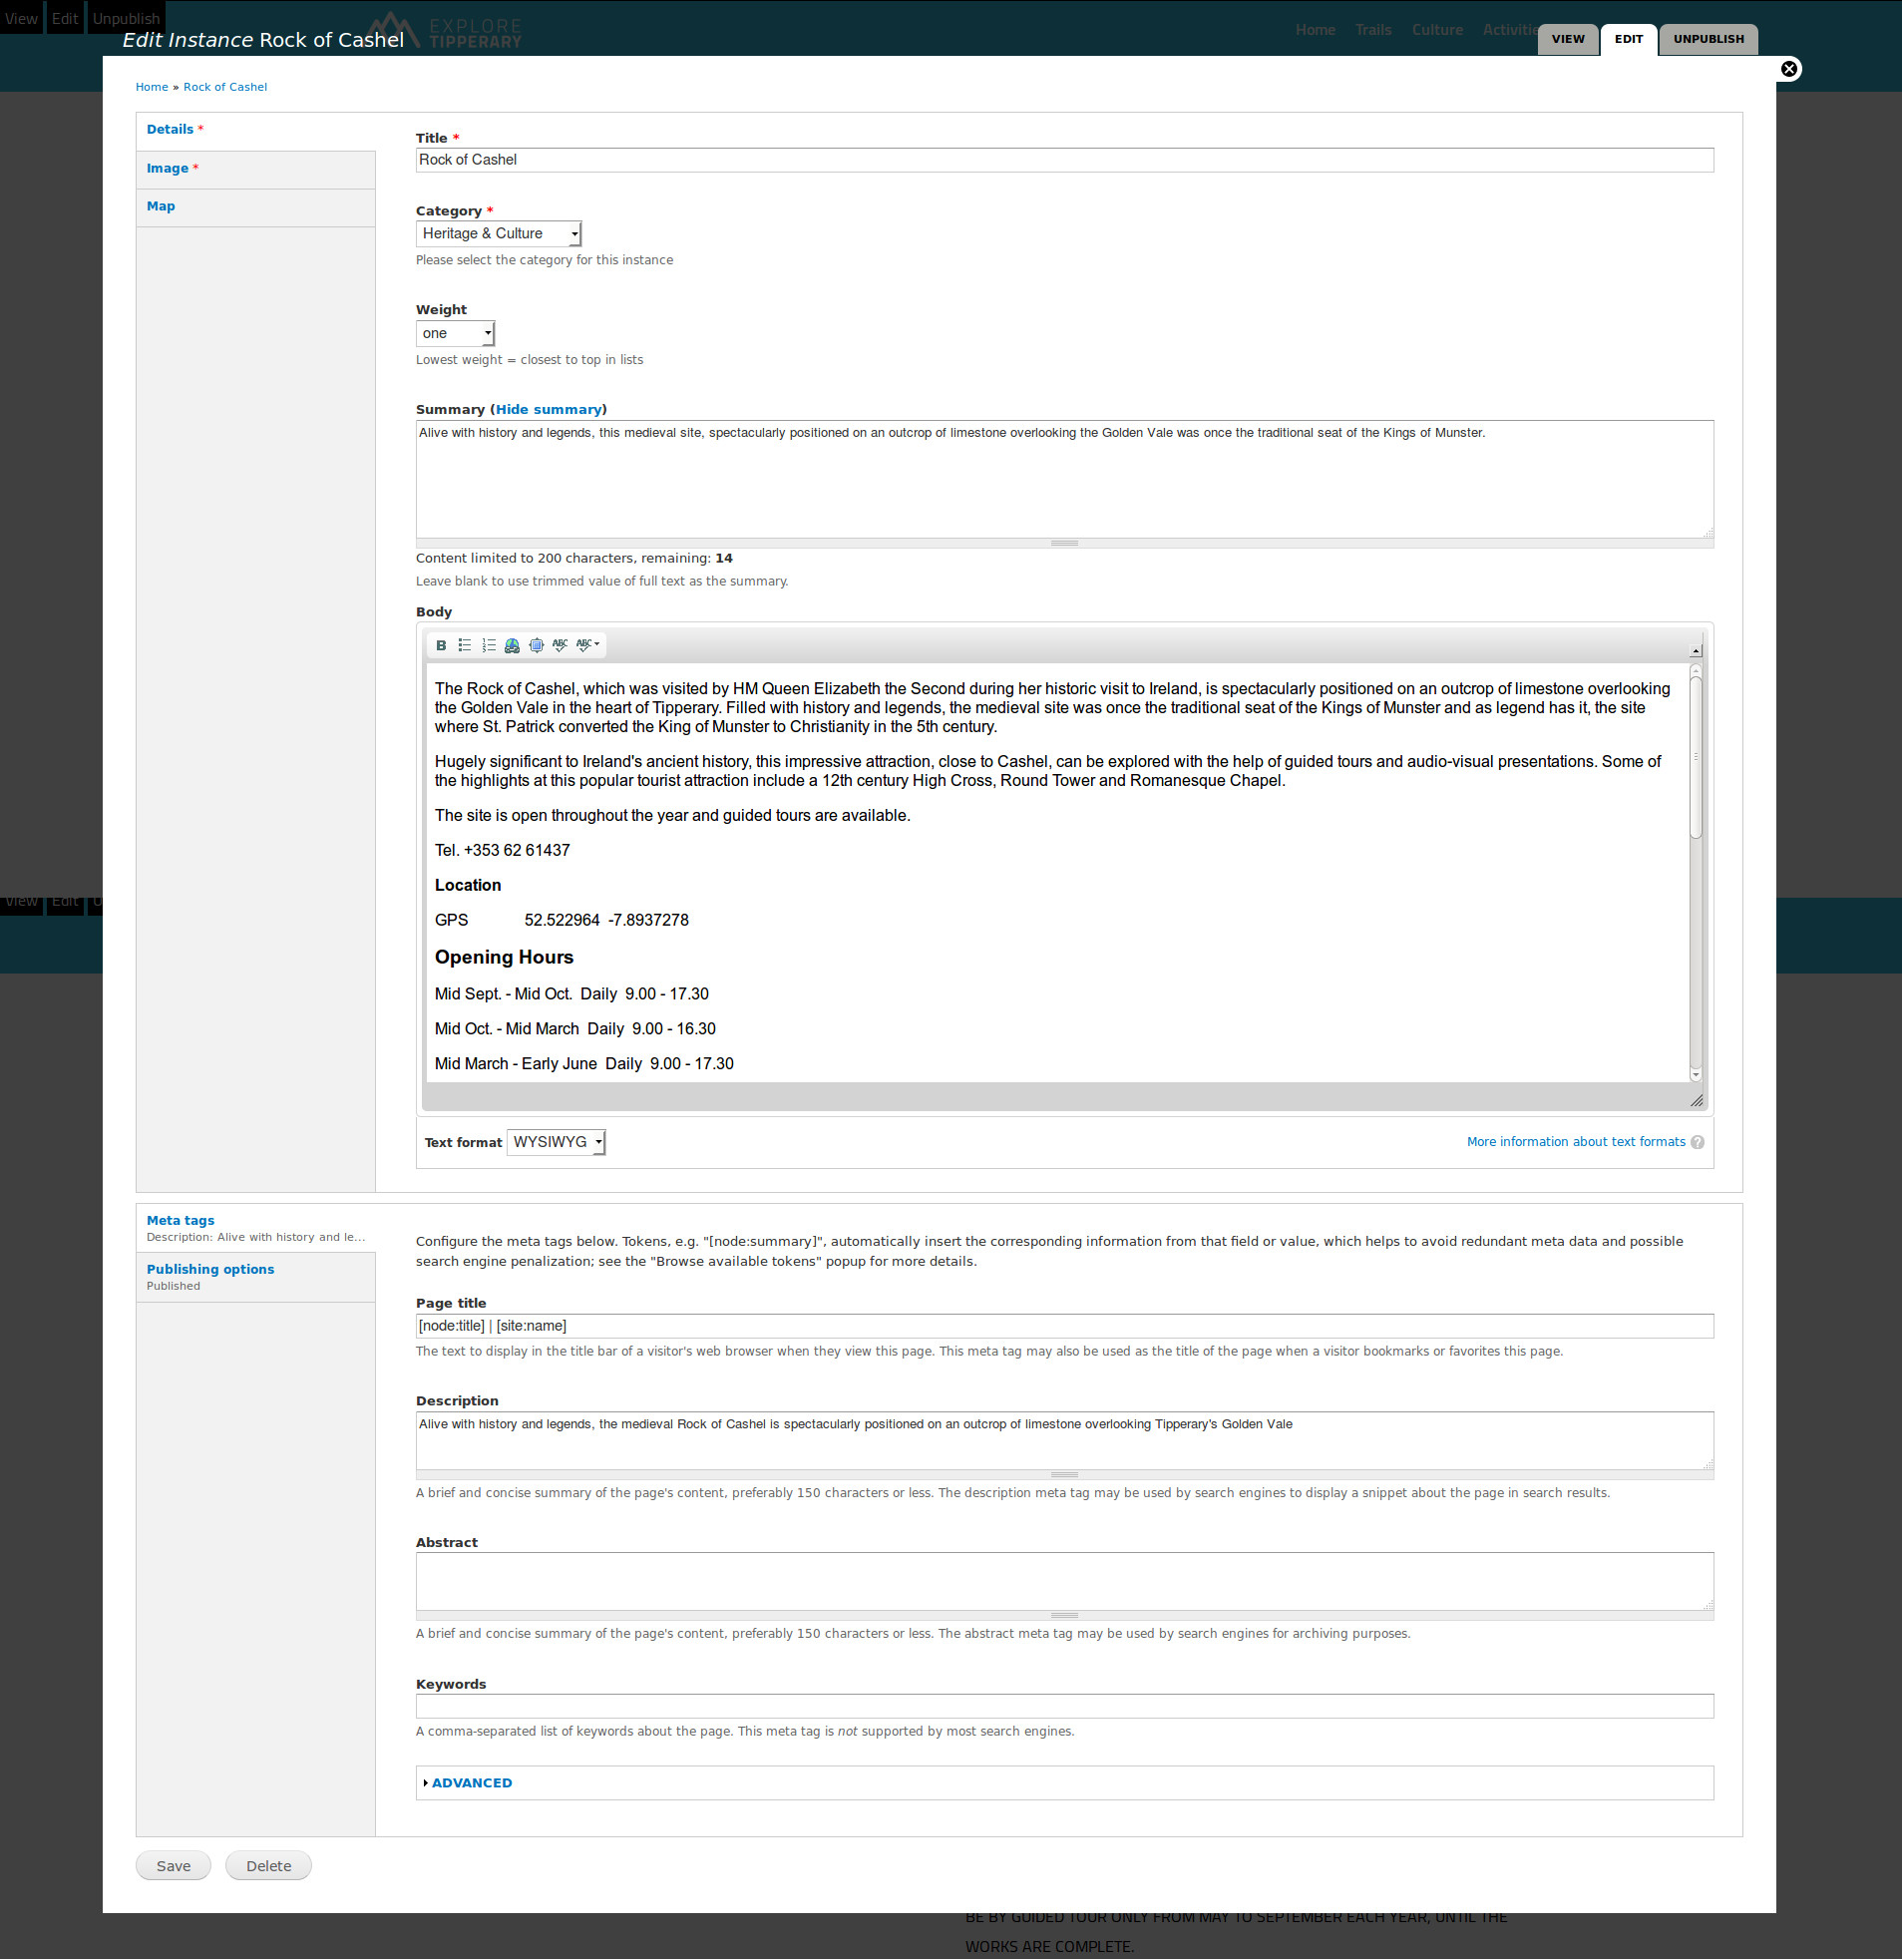 View Edit Unpublish
EXPLORE
TIPPERARY
Home Trails Culture
Edit Instance Rock of Cashel
VIEW EDIT UNPUBLISH
Home » Rock of Cashel
Details *
Image *
Map
Title *
Rock of Cashel
Category *
Heritage & Culture
Please select the category for this instance
Weight
one
Lowest weight = closest to top in lists
Summary (Hide summary)
Alive with history and legends, this medieval site, spectacularly positioned on an outcrop of limestone overlooking the Golden Vale was once the traditional seat of the Kings of Munster.
Content limited to 200 characters, remaining: 14
Leave blank to use trimmed value of full text as the summary.
Body
B ABC ABC
The Rock of Cashel, which was visited by HM Queen Elizabeth the Second during her historic visit to Ireland, is spectacularly positioned on an outcrop of limestone overlooking
the Golden Vale in the heart of Tipperary. Filled with history and legends, the medieval site was once the traditional seat of the Kings of Munster and as legend has it, the site
where St. Patrick converted the King of Munster to Christianity in the 5th century.
Hugely significant to Ireland's ancient history, this impressive attraction, close to Cashel, can be explored with the help of guided tours and audio-visual presentations. Some of
the highlights at this popular tourist attraction include a 12th century High Cross, Round Tower and Romanesque Chapel.
The site is open throughout the year and guided tours are available.
Tel. +353 62 61437
Location
View Edit
GPS 52.522964 -7.8937278
Opening Hours
Mid Sept. - Mid Oct. Daily 9.00 - 17.30
Mid Oct. - Mid March Daily 9.00 - 16.30
Mid March - Early June Daily 9.00 - 17.30
Text format WYSIWYG
More information about text formats ?
Meta tags
Description: Alive with history and le...
Publishing options
Published
Configure the meta tags below. Tokens, e.g. "[node:summary]", automatically insert the corresponding information from that field or value, which helps to avoid redundant meta data and possible
search engine penalization; see the "Browse available tokens" popup for more details.
Page title
[node:title] | [site:name]
The text to display in the title bar of a visitor's web browser when they view this page. This meta tag may also be used as the title of the page when a visitor bookmarks or favorites this page.
Description
Alive with history and legends, the medieval Rock of Cashel is spectacularly positioned on an outcrop of limestone overlooking Tipperary's Golden Vale
A brief and concise summary of the page's content, preferably 150 characters or less. The description meta tag may be used by search engines to display a snippet about the page in search results.
Abstract
A brief and concise summary of the page's content, preferably 150 characters or less. The abstract meta tag may be used by search engines for archiving purposes.
Keywords
A comma-separated list of keywords about the page. This meta tag is not supported by most search engines.
ADVANCED
Save Delete
BE BY GUIDED TOUR ONLY FROM MAY TO SEPTEMBER EACH YEAR, UNTIL THE
WORKS ARE COMPLETE.